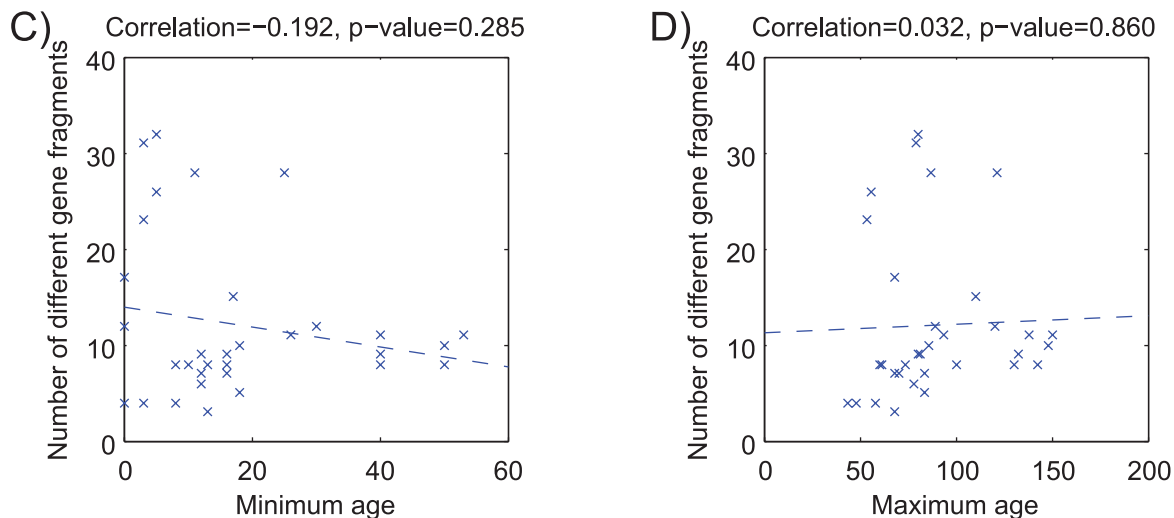 C) Correlation=−0.192, p-value=0.285
Number of different gene fragments
40
30
20
10
0
0 20 40 60
Minimum age
D) Correlation=0.032, p-value=0.860
Number of different gene fragments
40
30
20
10
0
0 50 100 150 200
Maximum age